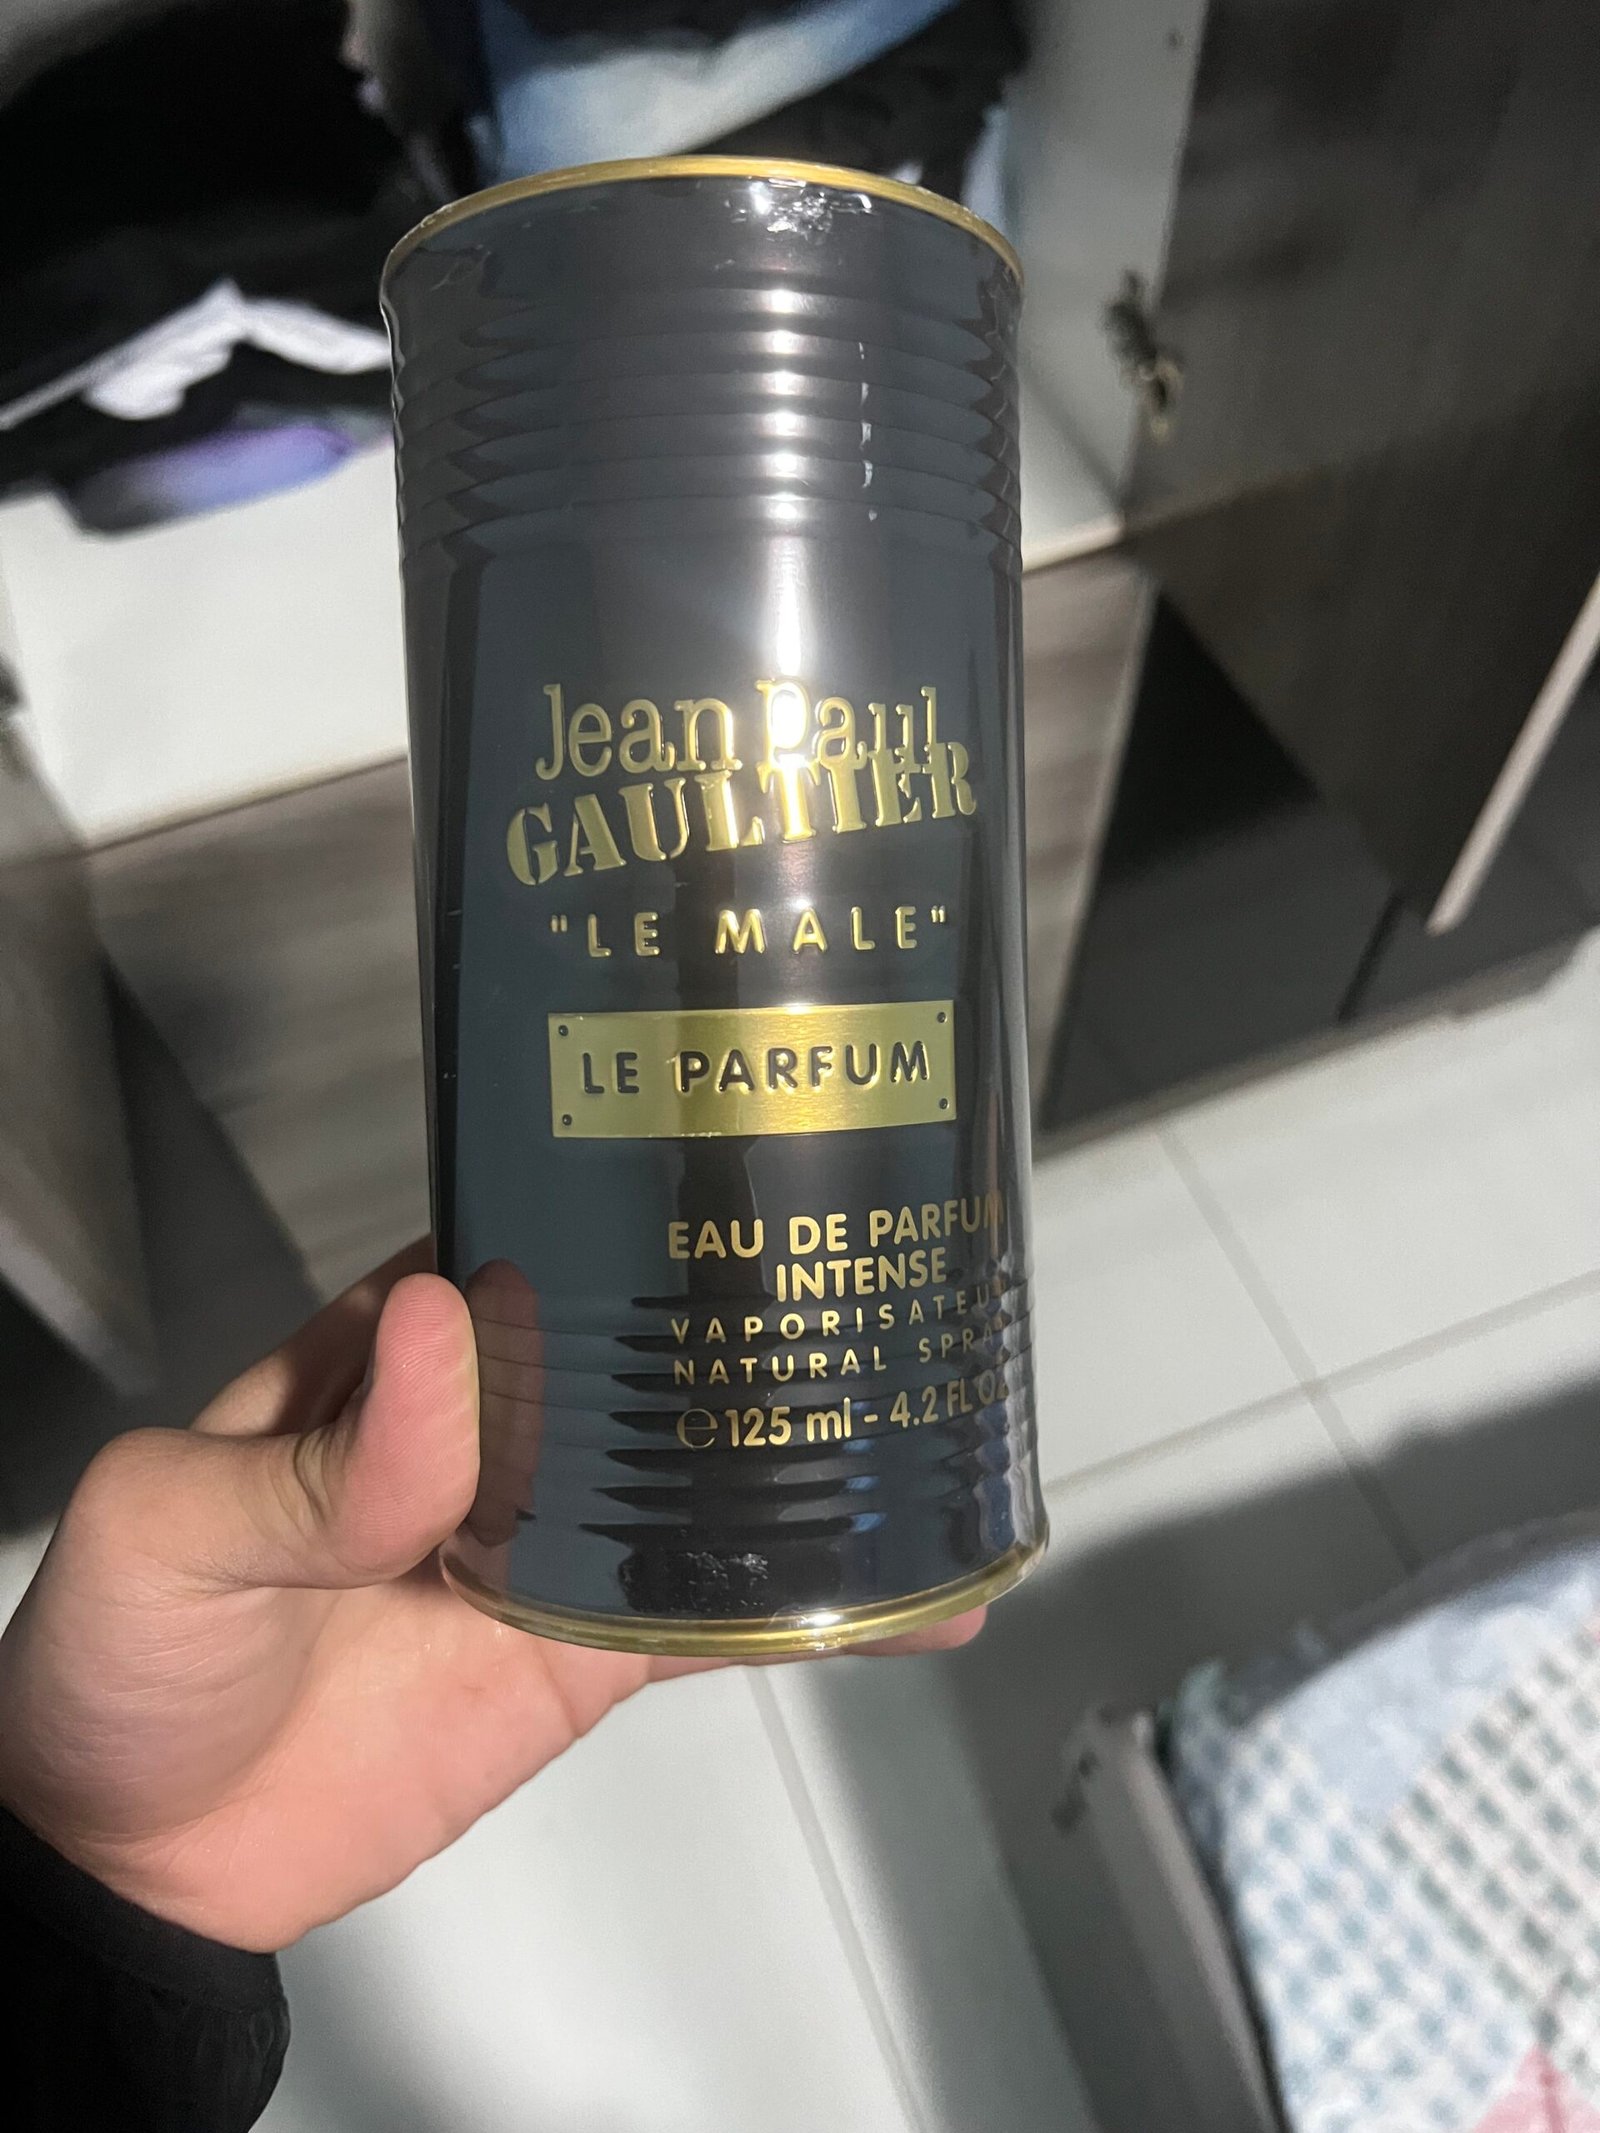 Jean Paul
GAULTIER
"LE MALE"
LE PARFUM
EAU DE PARFUM
INTENSE
VAPORISATEUR
NATURAL SPRAY
℮ 125 ml - 4.2 FL OZ